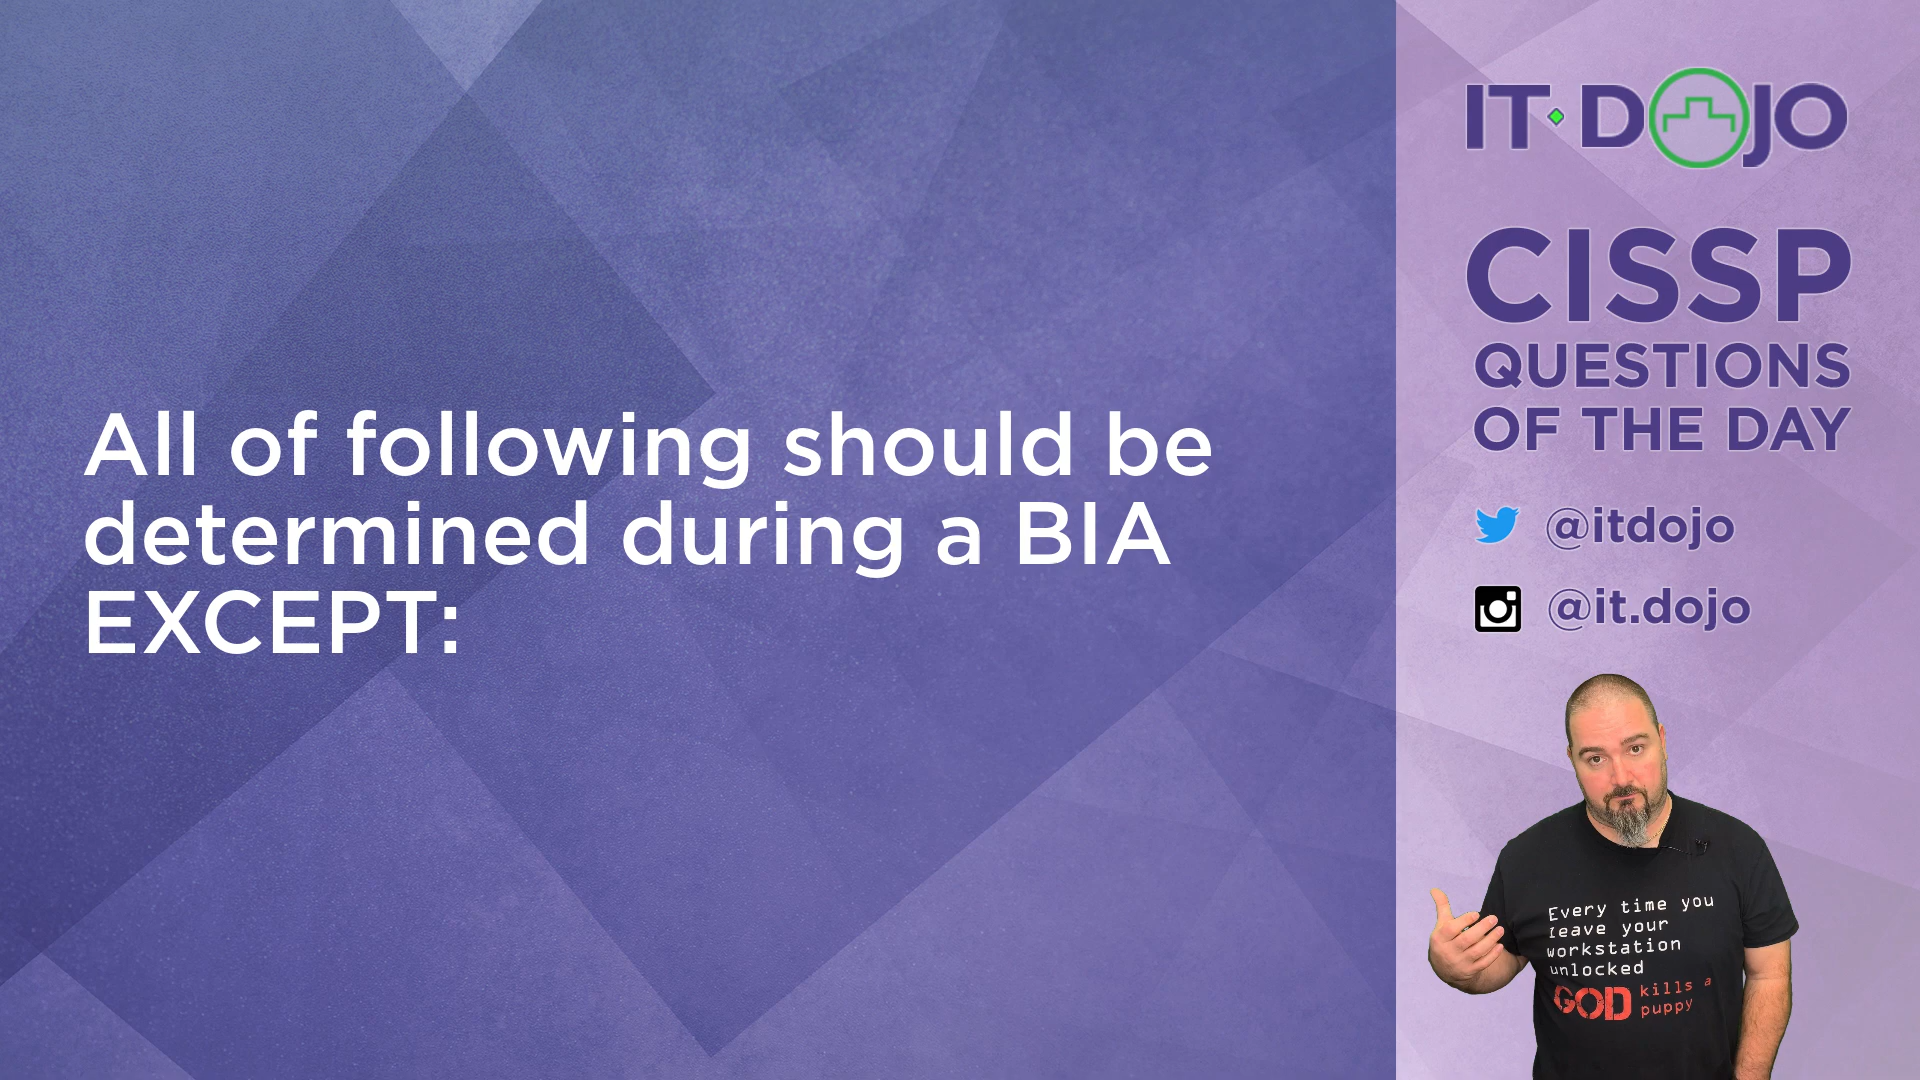 All of following should be
determined during a BIA
EXCEPT:
IT DOJO
CISSP
QUESTIONS
OF THE DAY
@itdojo
@it.dojo
Every time you
leave your
workstation
unlocked
GOD kills a
puppy